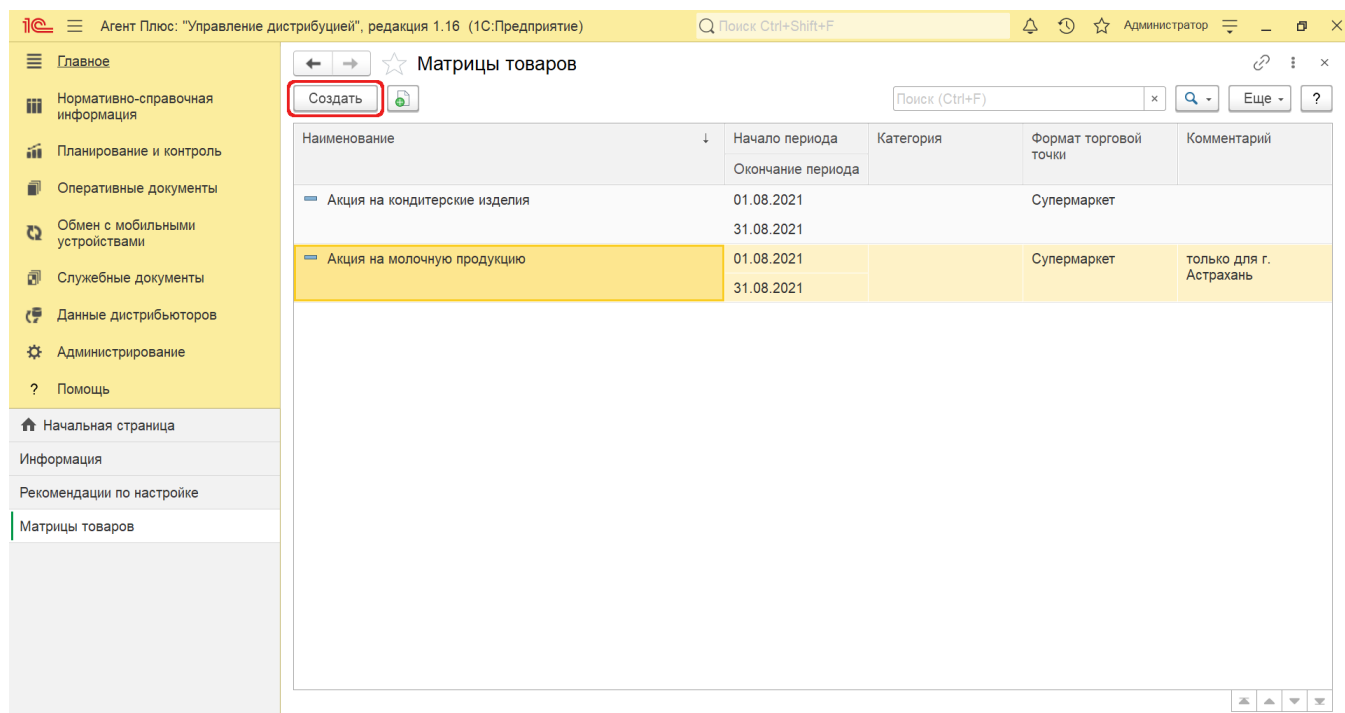 1С Агент Плюс: "Управление дистрибуцией", редакция 1.16 (1С:Предприятие) Поиск Ctrl+Shift+F Администратор
Главное
Нормативно-справочная
информация
Планирование и контроль
Оперативные документы
Обмен с мобильными
устройствами
Служебные документы
Данные дистрибьюторов
Администрирование
? Помощь
Начальная страница
Информация
Рекомендации по настройке
Матрицы товаров
Матрицы товаров
Создать Поиск (Ctrl+F) × Еще ?
Наименование ↓ Начало периода Категория Формат торговой
точки Комментарий
Окончание периода
Акция на кондитерские изделия 01.08.2021 Супермаркет
31.08.2021
Акция на молочную продукцию 01.08.2021 Супермаркет только для г.
Астрахань
31.08.2021